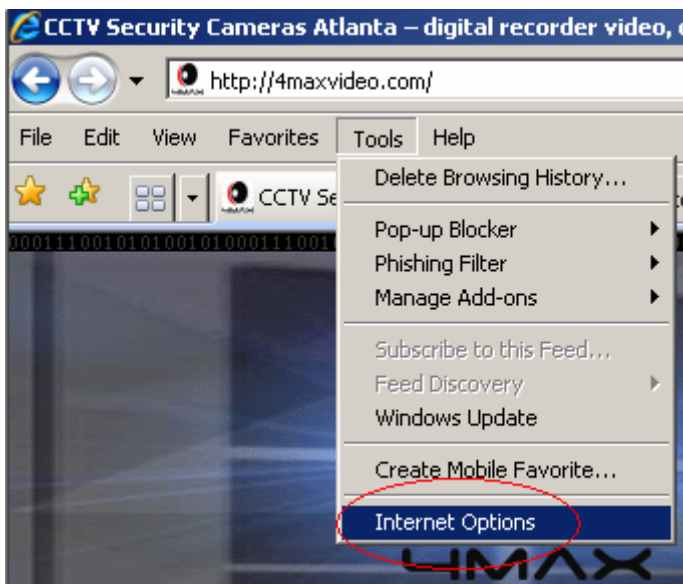 CCTV Security Cameras Atlanta – digital recorder video,
http://4maxvideo.com/
File Edit View Favorites Tools Help
CCTV Se
Delete Browsing History...
Pop-up Blocker
Phishing Filter
Manage Add-ons
Subscribe to this Feed...
Feed Discovery
Windows Update
Create Mobile Favorite...
Internet Options
4MAX